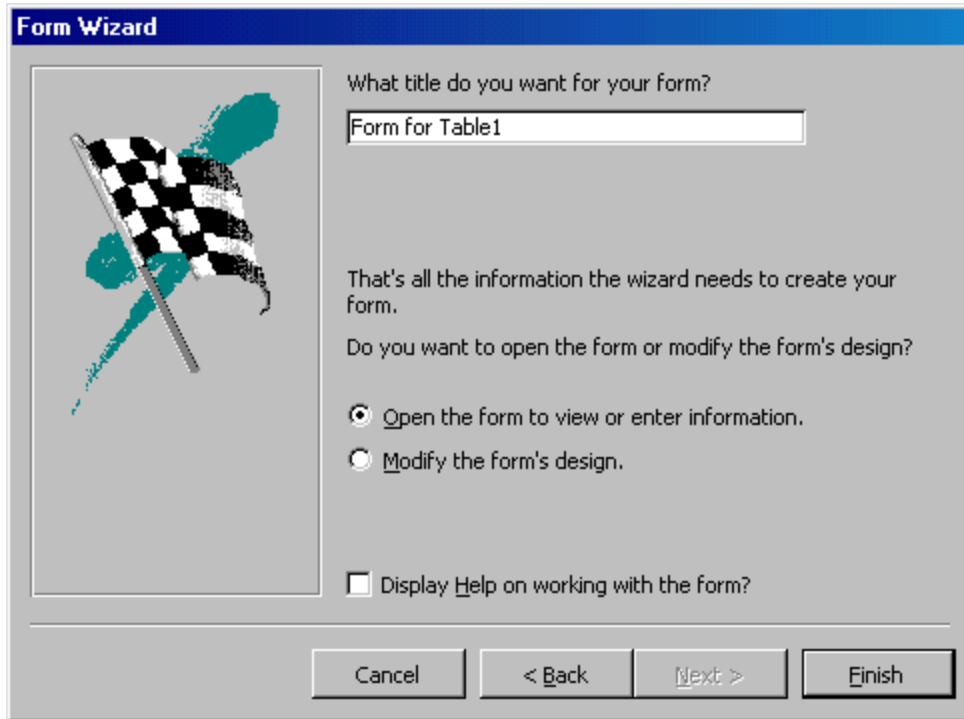 Form Wizard
What title do you want for your form?
Form for Table1
That's all the information the wizard needs to create your
form.
Do you want to open the form or modify the form's design?
Open the form to view or enter information.
Modify the form's design.
Display Help on working with the form?
Cancel
< Back
Next >
Finish